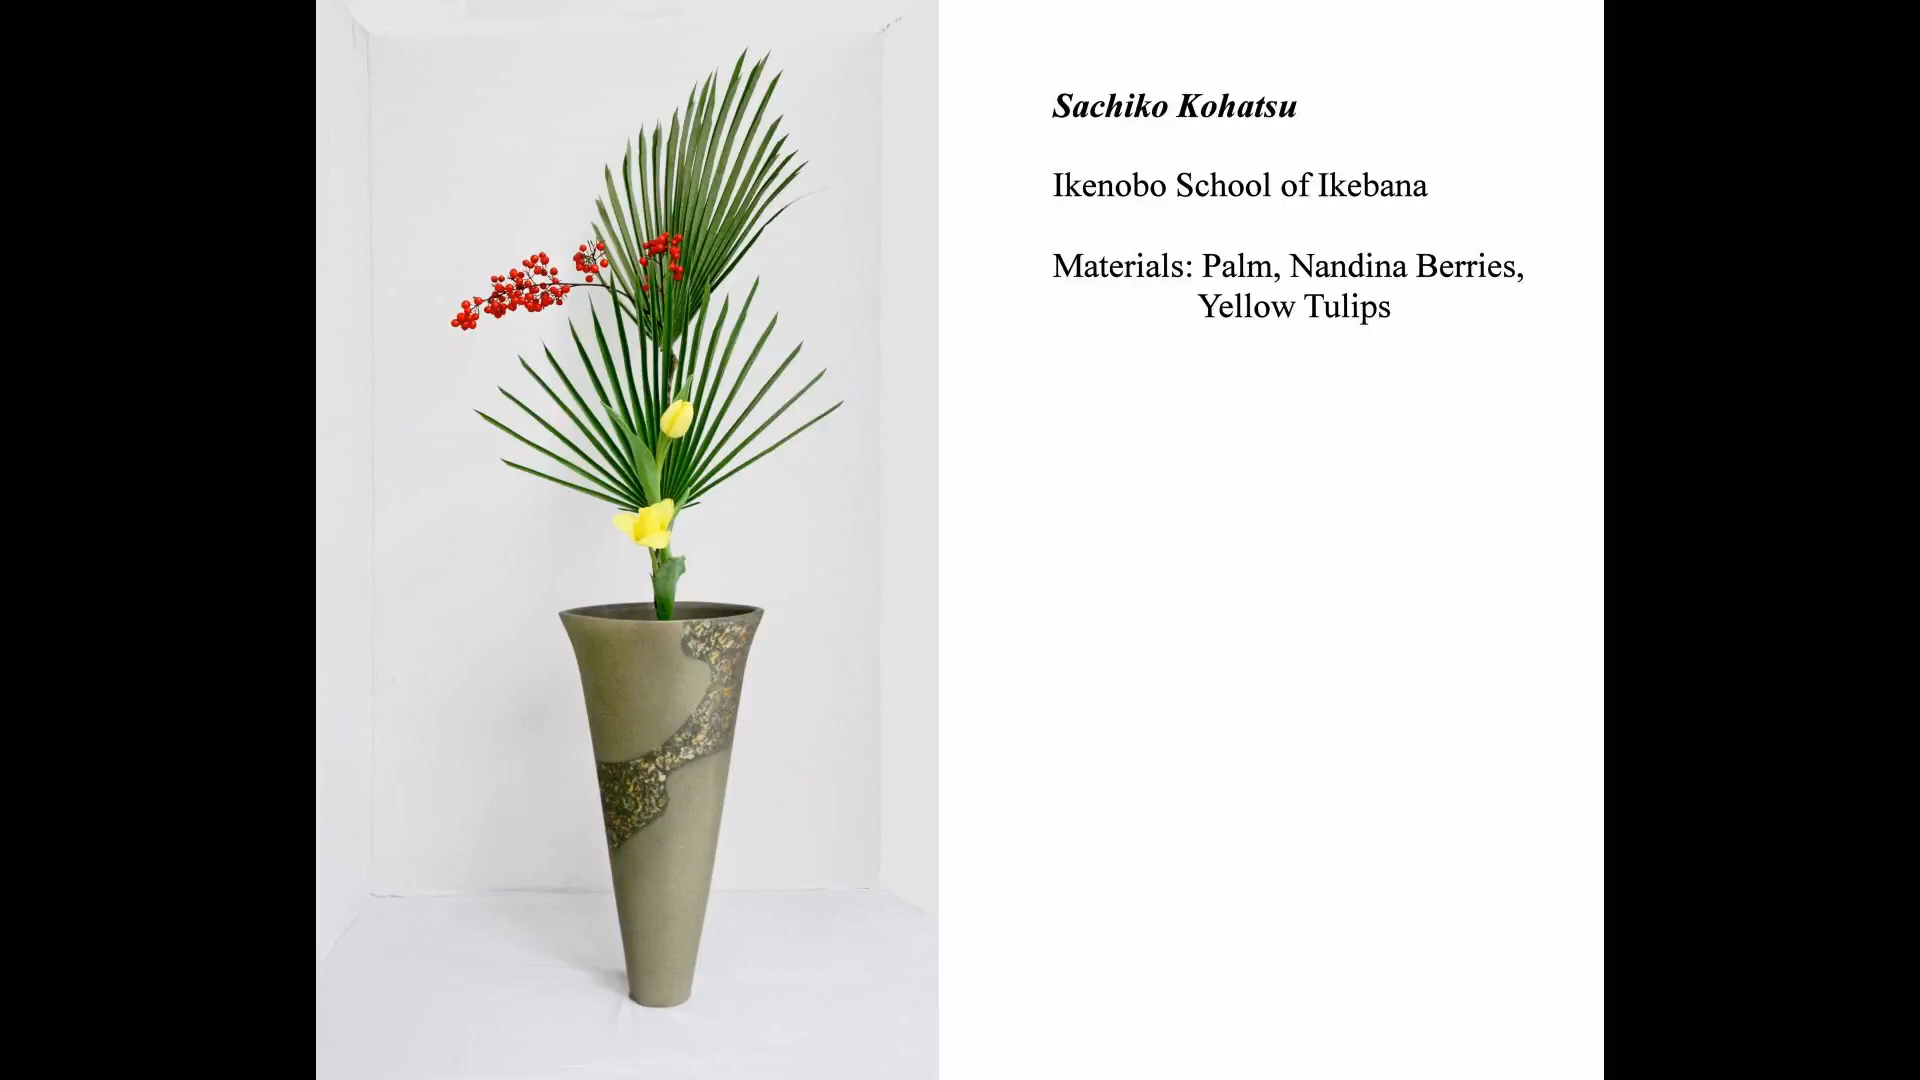 Sachiko Kohatsu
Ikenobo School of Ikebana
Materials: Palm, Nandina Berries,
Yellow Tulips